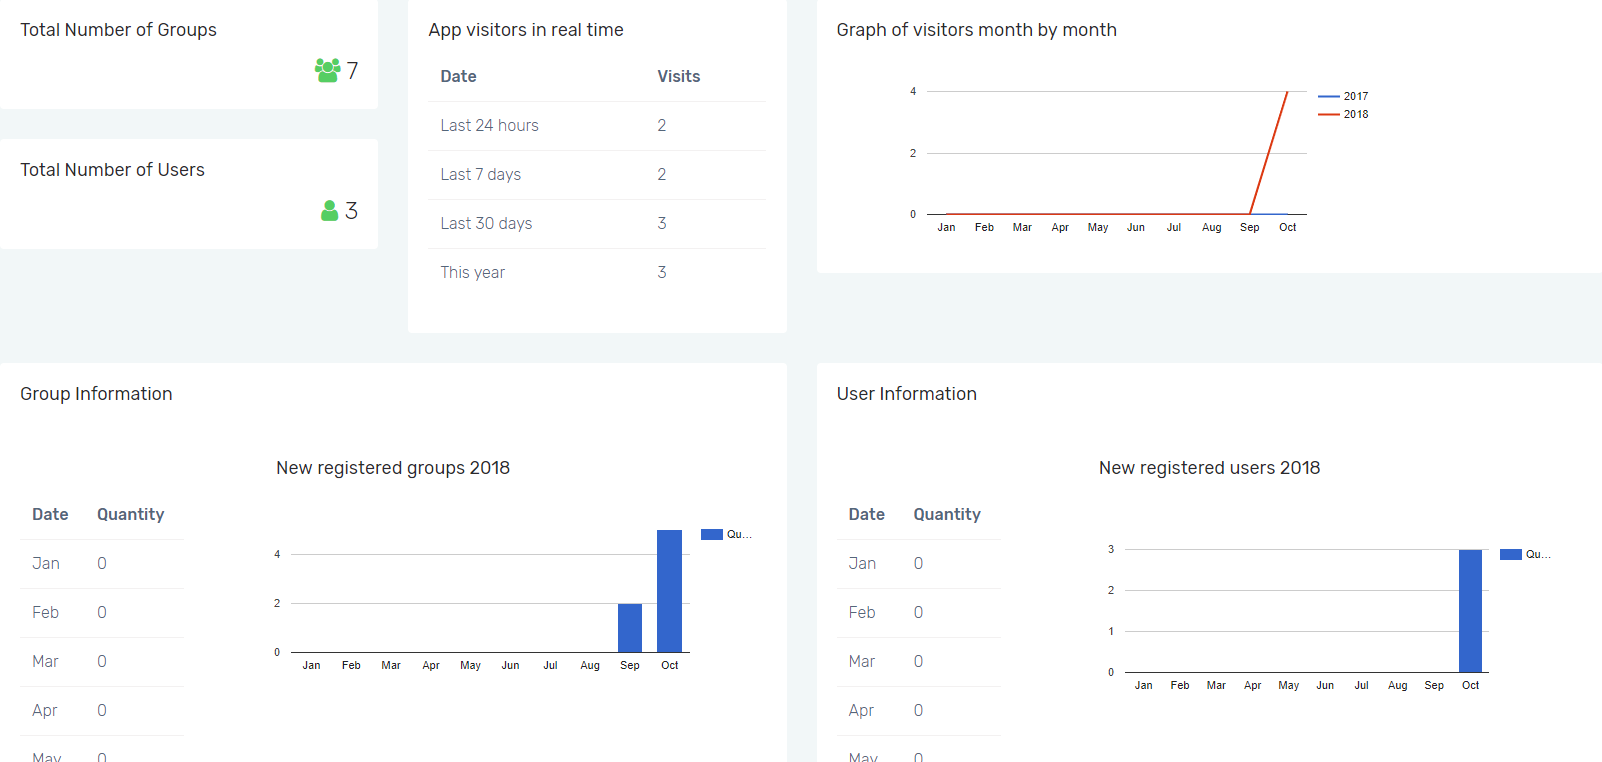 Total Number of Groups
7
Total Number of Users
3
App visitors in real time
Date Visits
Last 24 hours 2
Last 7 days 2
Last 30 days 3
This year 3
Graph of visitors month by month
4
2
0
Jan Feb Mar Apr May Jun Jul Aug Sep Oct
2017
2018
Group Information
New registered groups 2018
Date Quantity
Jan 0
Feb 0
Mar 0
Apr 0
May 0
4
2
0
Jan Feb Mar Apr May Jun Jul Aug Sep Oct
Qu...
User Information
New registered users 2018
Date Quantity
Jan 0
Feb 0
Mar 0
Apr 0
May 0
3
2
1
0
Jan Feb Mar Apr May Jun Jul Aug Sep Oct
Qu...